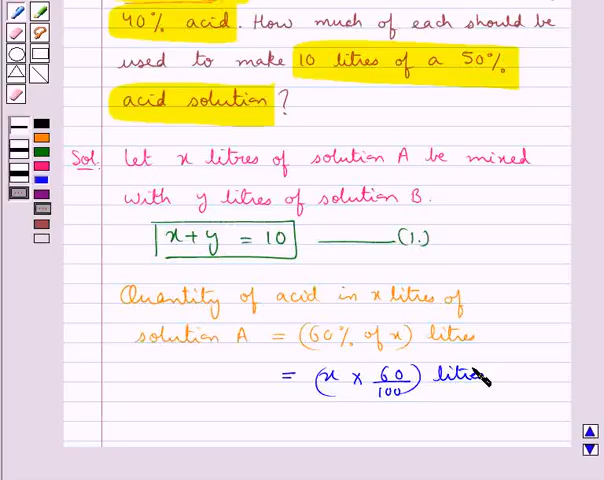 40% acid. How much of each should be
used to make 10 litres of a 50%
acid solution?
Sol. Let x litres of solution A be mixed
with y litres of solution B.
x + y = 10 ———(1.)
Quantity of acid in x litres of
solution A = (60% of x) litres
= (x × 60/100)